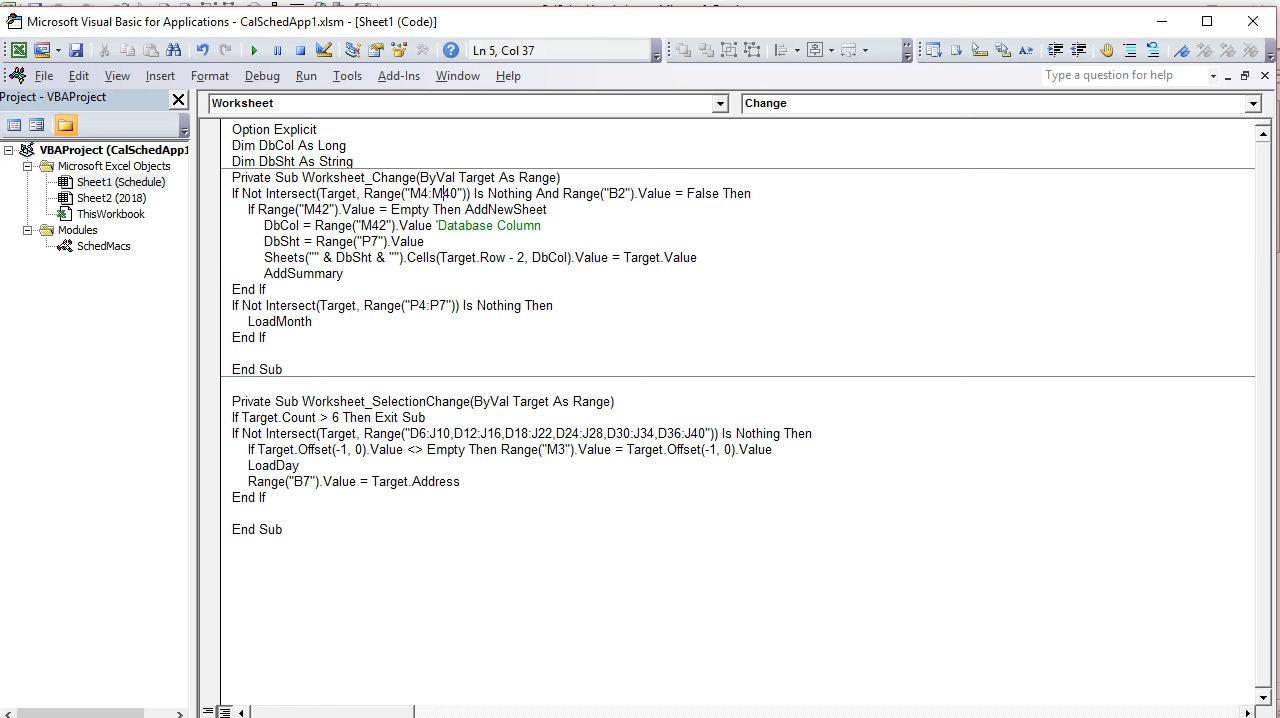 Microsoft Visual Basic for Applications - CalSchedApp1.xlsm - [Sheet1 (Code)]
Ln 5, Col 37
File Edit View Insert Format Debug Run Tools Add-Ins Window Help
Type a question for help
Project - VBAProject
Worksheet
Change
VBAProject (CalSchedApp1
Microsoft Excel Objects
Sheet1 (Schedule)
Sheet2 (2018)
ThisWorkbook
Modules
SchedMacs
Option Explicit
Dim DbCol As Long
Dim DbSht As String
Private Sub Worksheet_Change(ByVal Target As Range)
If Not Intersect(Target, Range("M4:M40")) Is Nothing And Range("B2").Value = False Then
If Range("M42").Value = Empty Then AddNewSheet
DbCol = Range("M42").Value 'Database Column
DbSht = Range("P7").Value
Sheets("" & DbSht & "").Cells(Target.Row - 2, DbCol).Value = Target.Value
AddSummary
End If
If Not Intersect(Target, Range("P4:P7")) Is Nothing Then
LoadMonth
End If
End Sub
Private Sub Worksheet_SelectionChange(ByVal Target As Range)
If Target.Count > 6 Then Exit Sub
If Not Intersect(Target, Range("D6:J10,D12:J16,D18:J22,D24:J28,D30:J34,D36:J40")) Is Nothing Then
If Target.Offset(-1, 0).Value <> Empty Then Range("M3").Value = Target.Offset(-1, 0).Value
LoadDay
Range("B7").Value = Target.Address
End If
End Sub